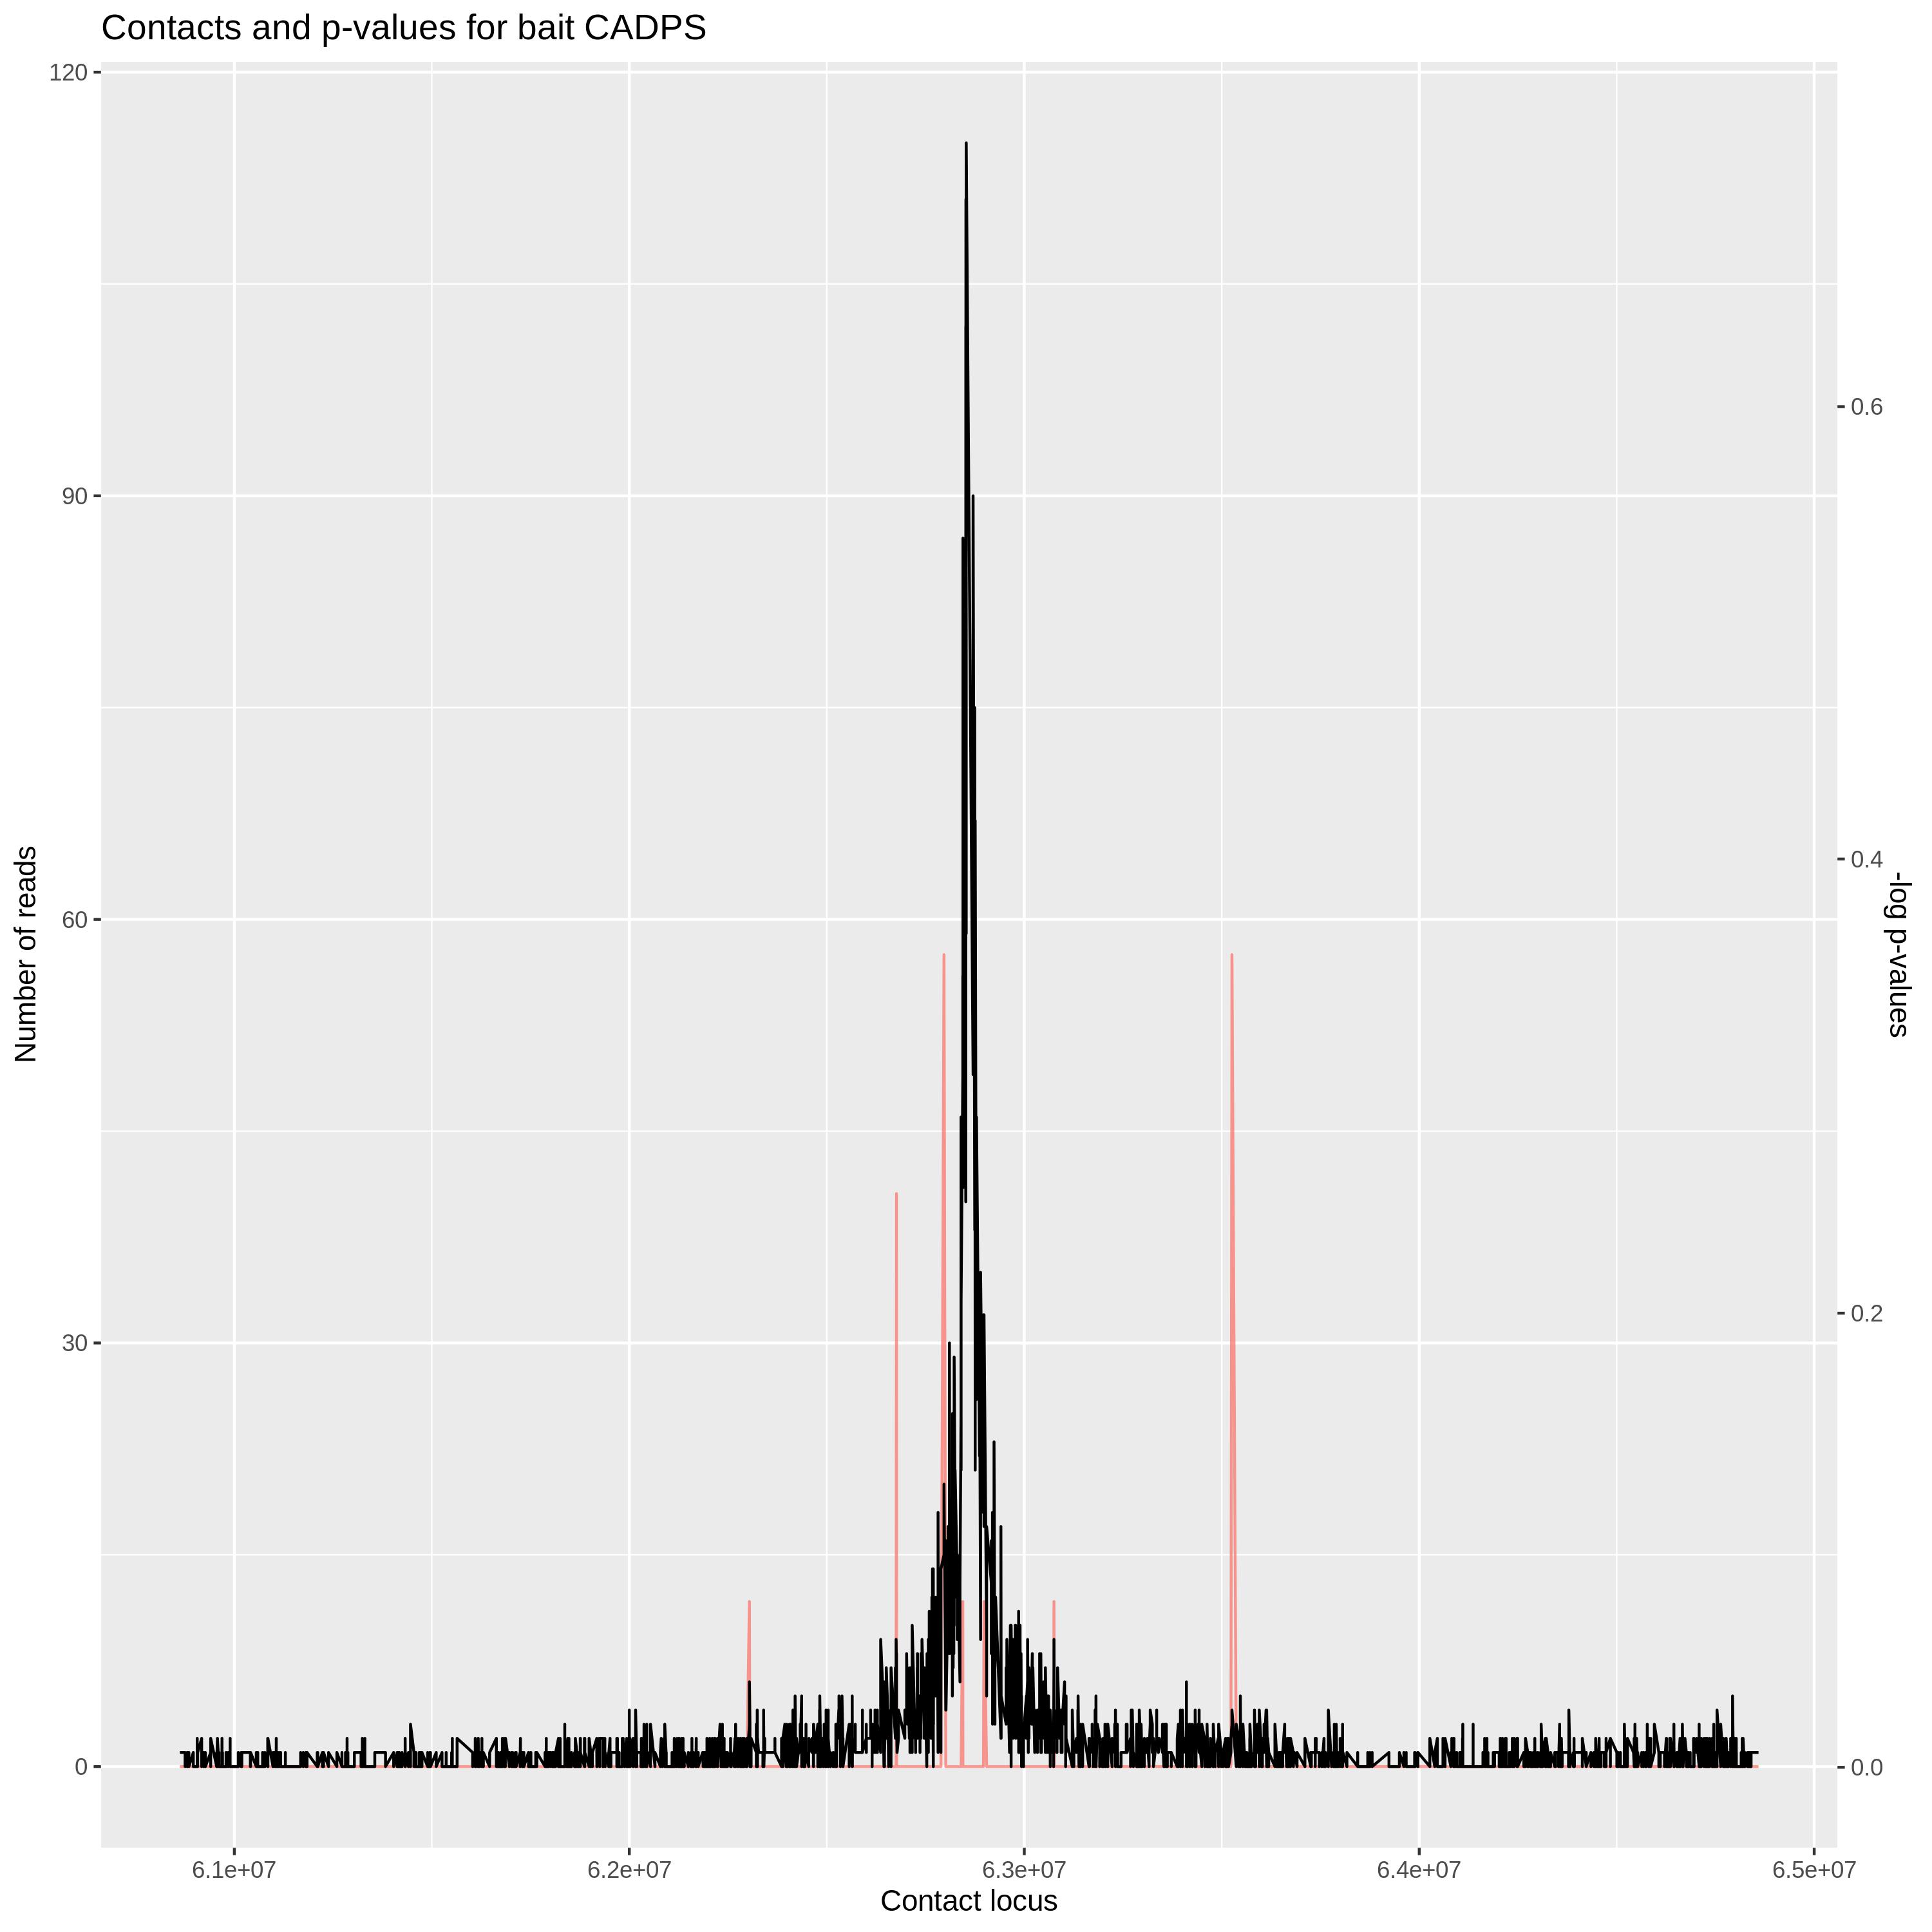 Contacts and p-values for bait CADPS
120
90
60
30
0
Number of reads
0.6
0.4
0.2
0.0
-log p-values
6.1e+07
6.2e+07
6.3e+07
6.4e+07
6.5e+07
Contact locus